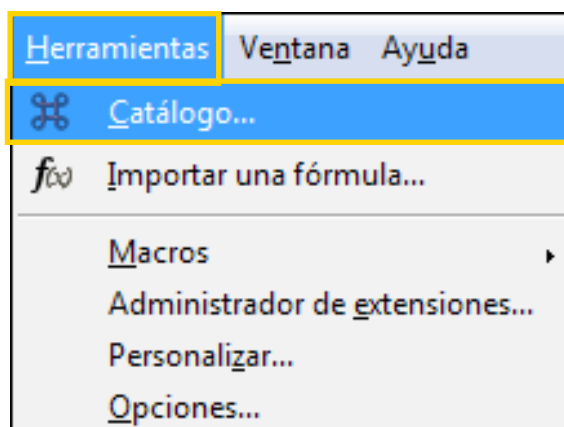 Herramientas Ventana Ayuda
Catálogo...
f(x) Importar una fórmula...
Macros
Administrador de extensiones...
Personalizar...
Opciones...